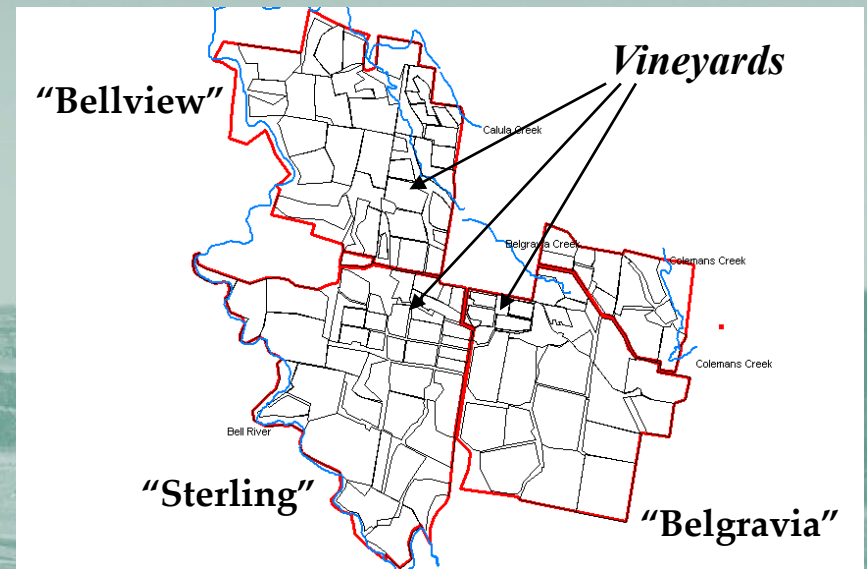 Vineyards
“Bellview”
Calula Creek
Belgravia Creek
Colemans Creek
Colemans Creek
Bell River
“Sterling”
“Belgravia”